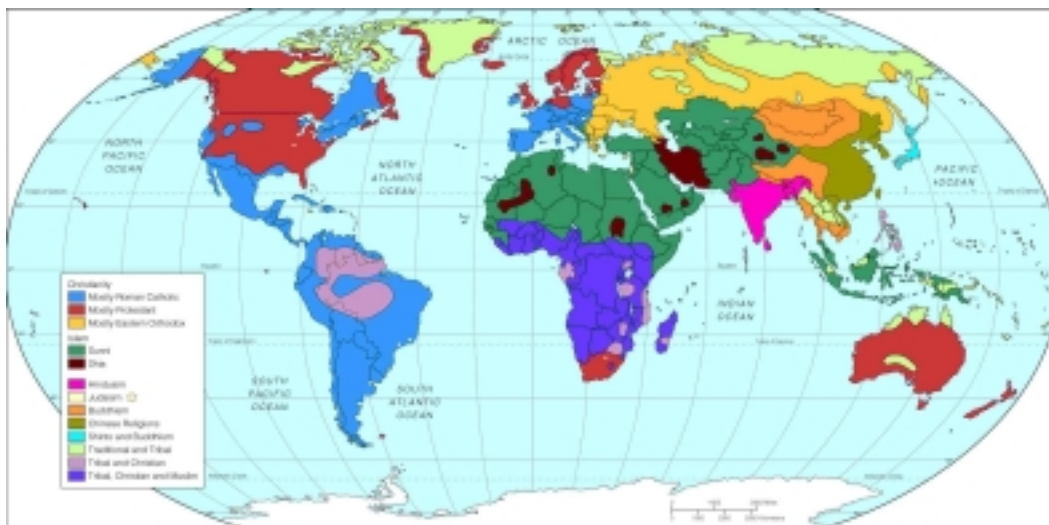 ARCTIC OCEAN
NORTH
PACIFIC
OCEAN
NORTH
ATLANTIC
OCEAN
PACIFIC
OCEAN
INDIAN
OCEAN
SOUTH
PACIFIC
OCEAN
SOUTH
ATLANTIC
OCEAN
Christianity
Mostly Roman Catholic
Mostly Protestant
Mostly Eastern Orthodox
Islam
Sunni
Shia
Hinduism
Judaism
Buddhism
Chinese Religions
Shinto and Buddhism
Traditional and Tribal
Tribal and Christian
Tribal, Christian and Muslim